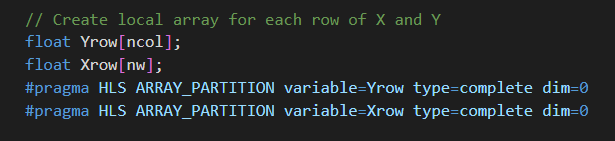 // Create local array for each row of X and Y
float Yrow[ncol];
float Xrow[nw];
#pragma HLS ARRAY_PARTITION variable=Yrow type=complete dim=0
#pragma HLS ARRAY_PARTITION variable=Xrow type=complete dim=0